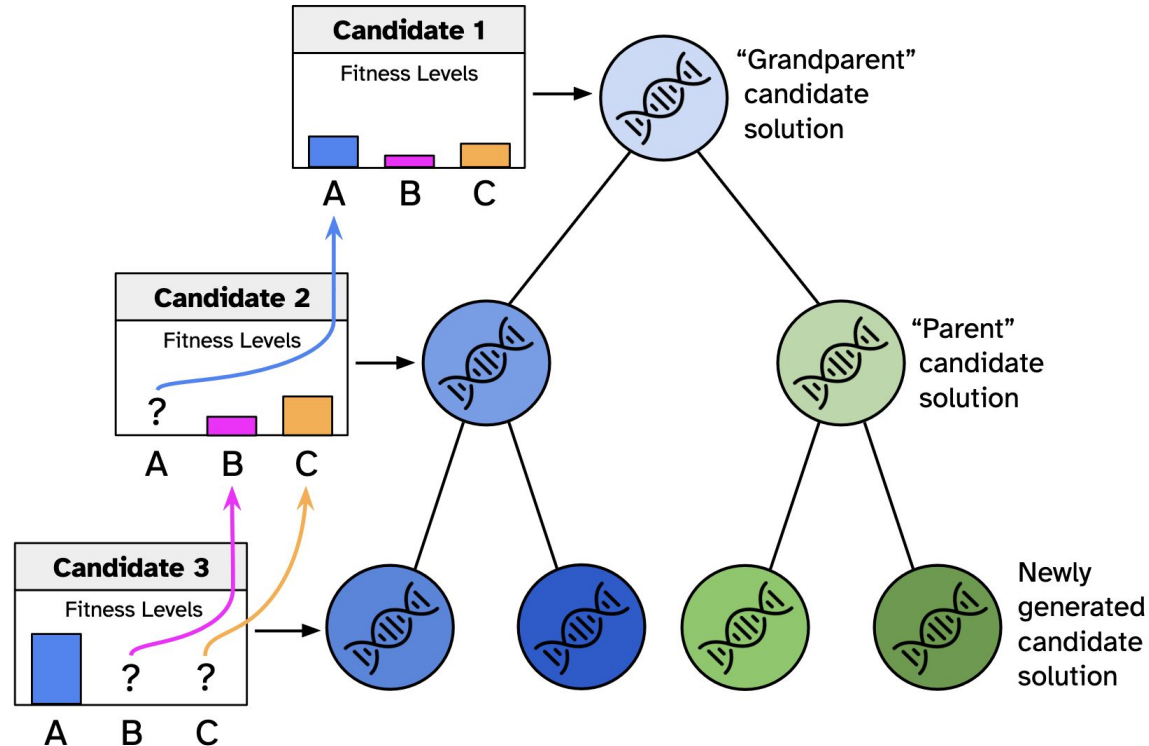 Candidate 1
Fitness Levels
A B C
“Grandparent”
candidate
solution
Candidate 2
Fitness Levels
?
A B C
“Parent”
candidate
solution
Candidate 3
Fitness Levels
? ?
A B C
Newly
generated
candidate
solution